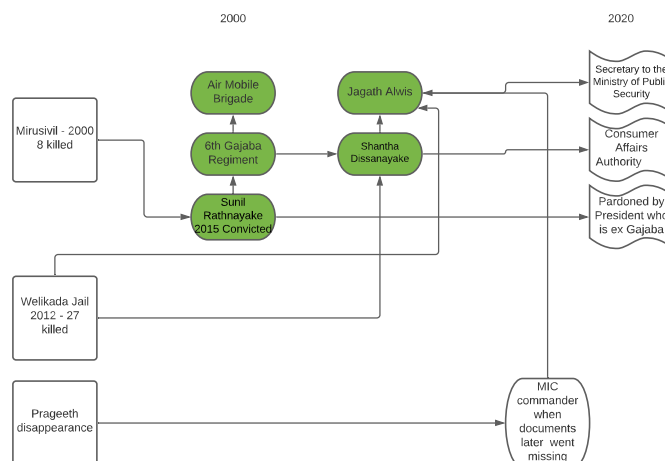 2000
2020
Air Mobile
Brigade
Jagath Alwis
Secretary to the
Ministry of Public
Security
Mirusivil - 2000
8 killed
6th Gajaba
Regiment
Shantha
Dissanayake
Consumer
Affairs
Authority
Sunil
Rathnayake
2015 Convicted
Pardoned by
President who
is ex Gajaba
Welikada Jail
2012 - 27
killed
Prageeth
disappearance
MIC
commander
when
documents
later went
missing